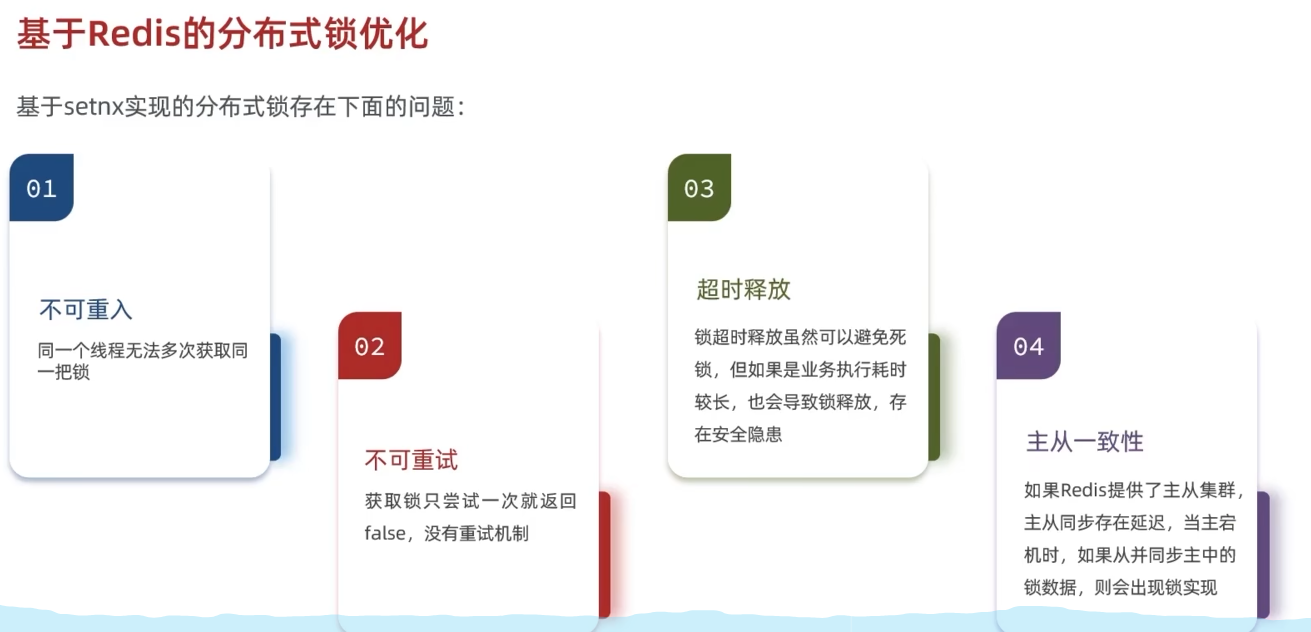 基于Redis的分布式锁优化
基于setnx实现的分布式锁存在下面的问题：
01
不可重入
同一个线程无法多次获取同
一把锁
02
不可重试
获取锁只尝试一次就返回
false，没有重试机制
03
超时释放
锁超时释放虽然可以避免死
锁，但如果是业务执行耗时
较长，也会导致锁释放，存
在安全隐患
04
主从一致性
如果Redis提供了主从集群，
主从同步存在延迟，当主宕
机时，如果从并同步主中的
锁数据，则会出现锁实现